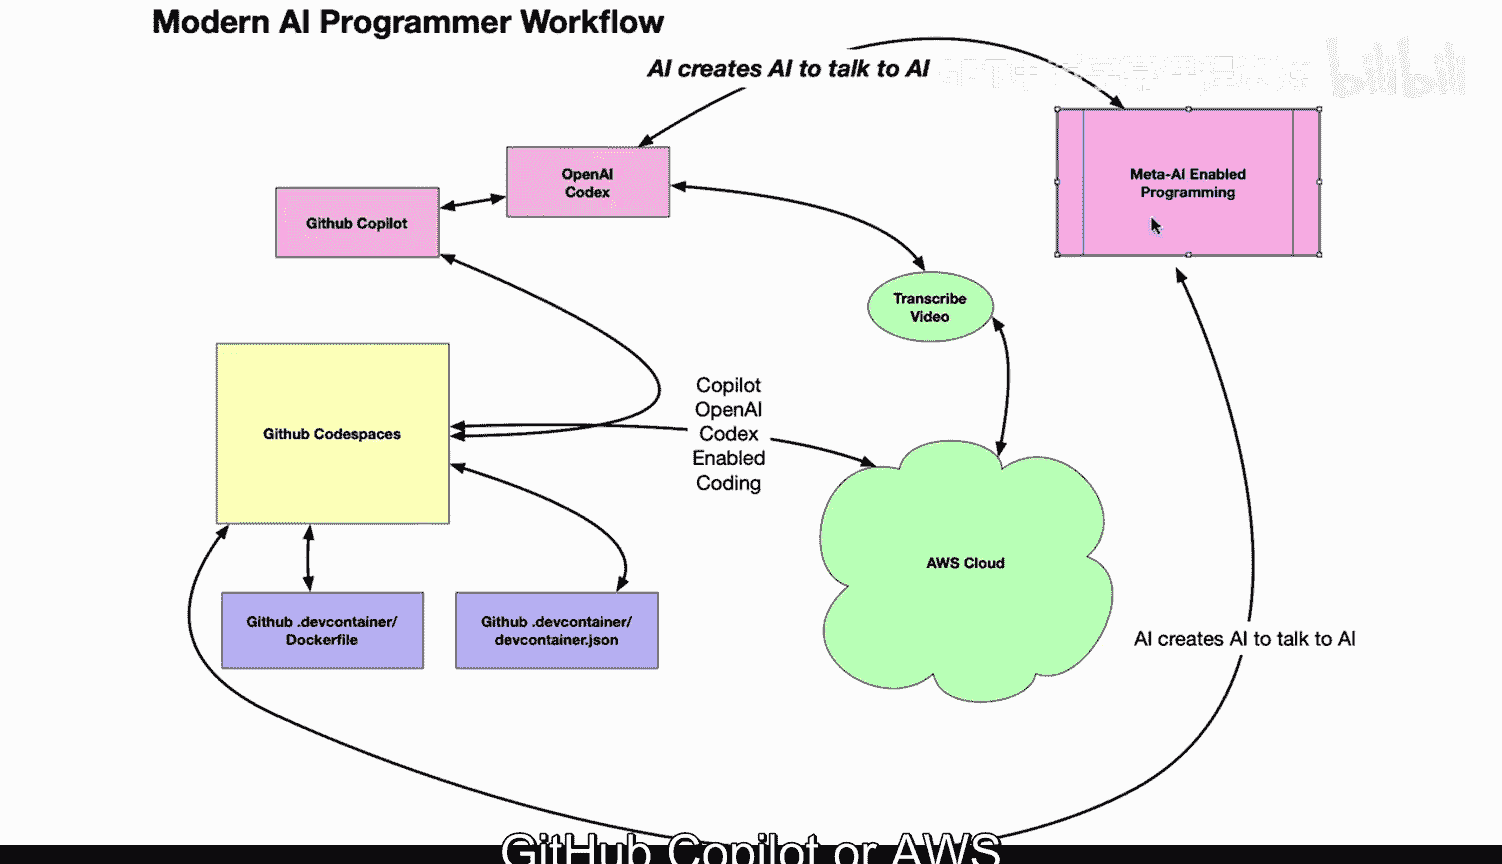 Modern AI Programmer Workflow
AI creates AI to talk to AI
bilibili
OpenAI
Codex
Github Copilot
Meta-AI Enabled
Programming
Transcribe
Video
Github Codespaces
Copilot
OpenAI
Codex
Enabled
Coding
AWS Cloud
Github .devcontainer/
Dockerfile
Github .devcontainer/
devcontainer.json
AI creates AI to talk to AI
GitHub Copilot or AWS